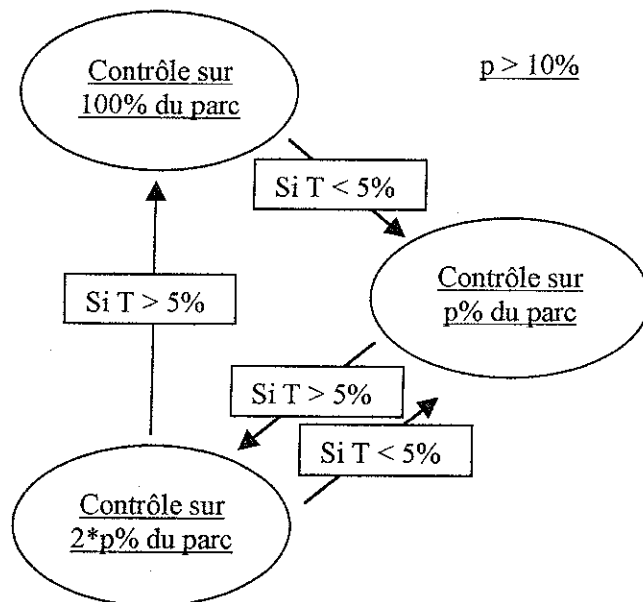 Contrôle sur
100% du parc
p > 10%
Si T < 5%
Contrôle sur
p% du parc
Si T > 5%
Si T > 5%
Si T < 5%
Contrôle sur
2*p% du parc